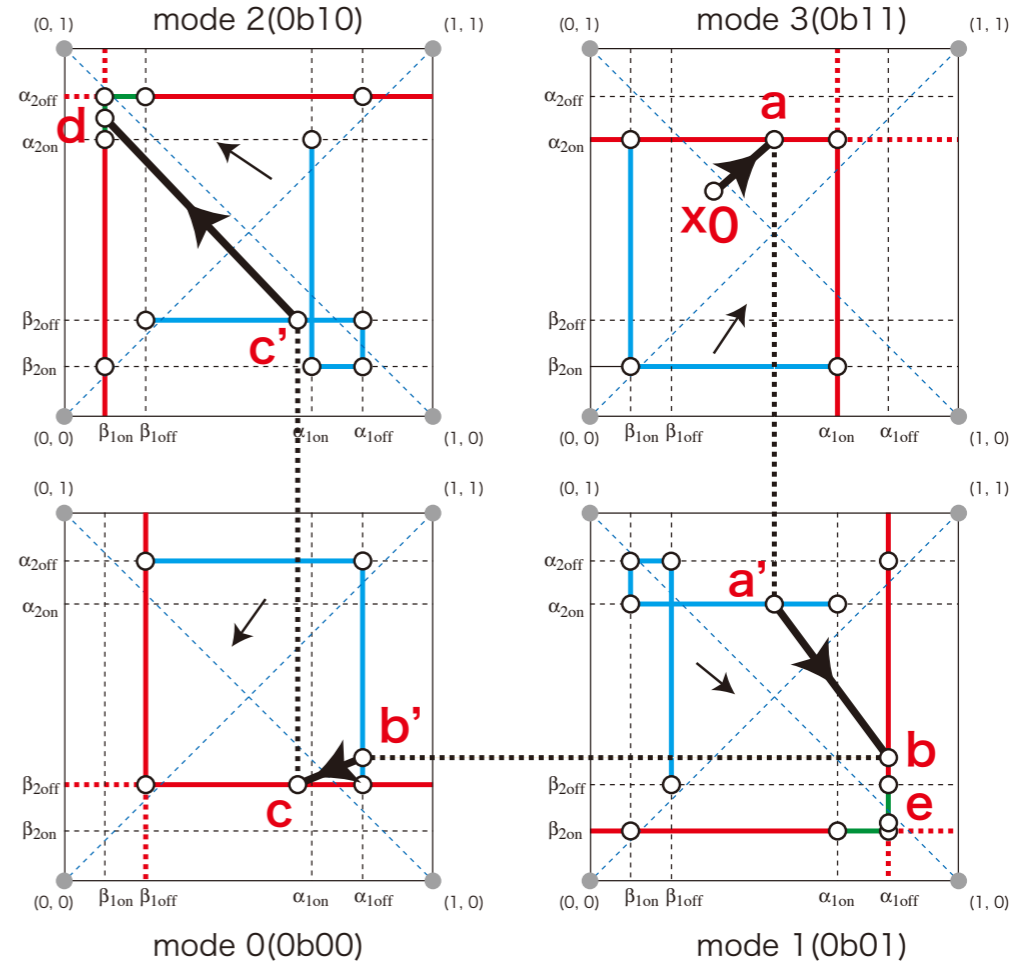 mode 2(0b10)
(0, 1) (1, 1)
α2off
d
α2on
β2off
c’
β2on
(0, 0) β1on β1off α1on α1off (1, 0)
mode 3(0b11)
(0, 1) (1, 1)
α2off
a
α2on
x0
β2off
β2on
(0, 0) β1on β1off α1on α1off (1, 0)
(0, 1) (1, 1)
α2off
α2on
b’
β2off
c
β2on
(0, 0) β1on β1off α1on α1off (1, 0)
mode 0(0b00)
(0, 1) (1, 1)
α2off
a’
α2on
b
β2off
e
β2on
(0, 0) β1on β1off α1on α1off (1, 0)
mode 1(0b01)